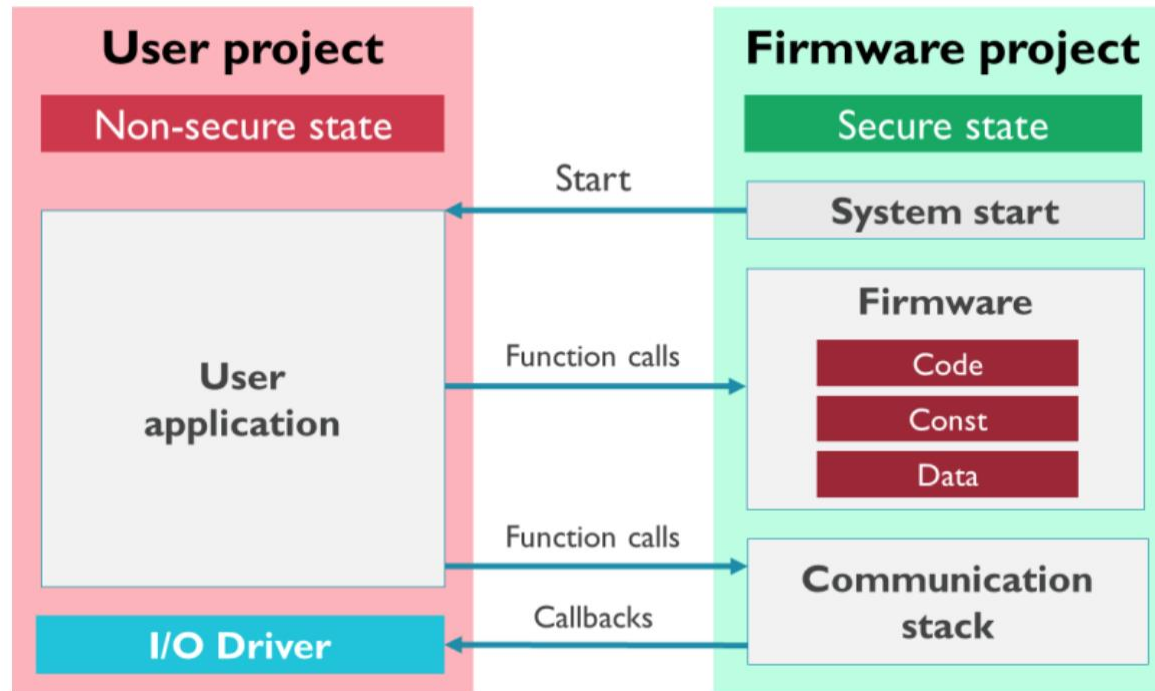 User project
Non-secure state
User
application
I/O Driver
Start
Function calls
Function calls
Callbacks
Firmware project
Secure state
System start
Firmware
Code
Const
Data
Communication
stack